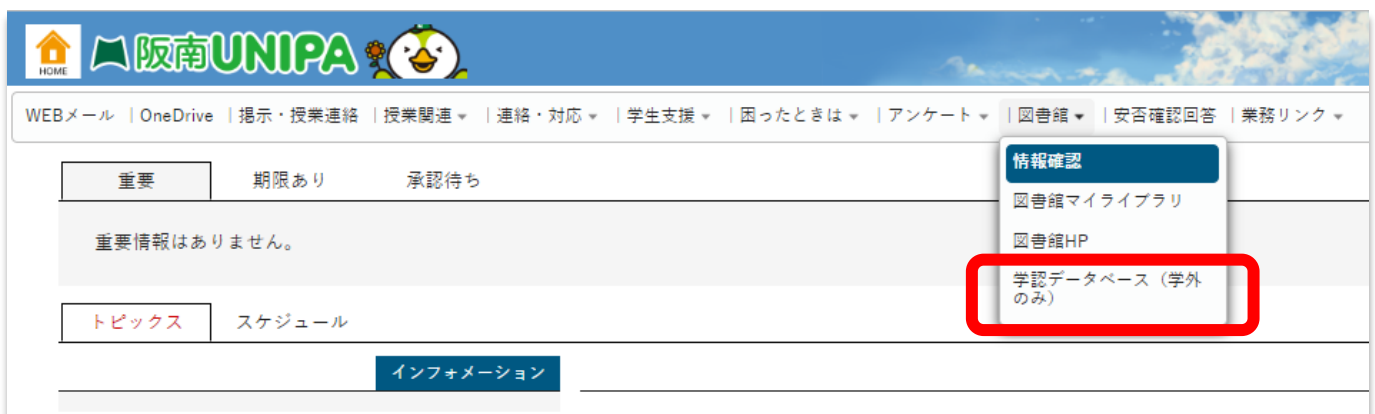 HOME 阪南UNIPA
WEBメール |OneDrive |掲示・授業連絡 |授業関連 |連絡・対応 |学生支援 |困ったときは |アンケート |図書館 |安否確認回答 |業務リンク
情報確認
図書館マイライブラリ
図書館HP
学認データベース（学外
のみ）
重要 期限あり 承認待ち
重要情報はありません。
トピックス スケジュール
インフォメーション